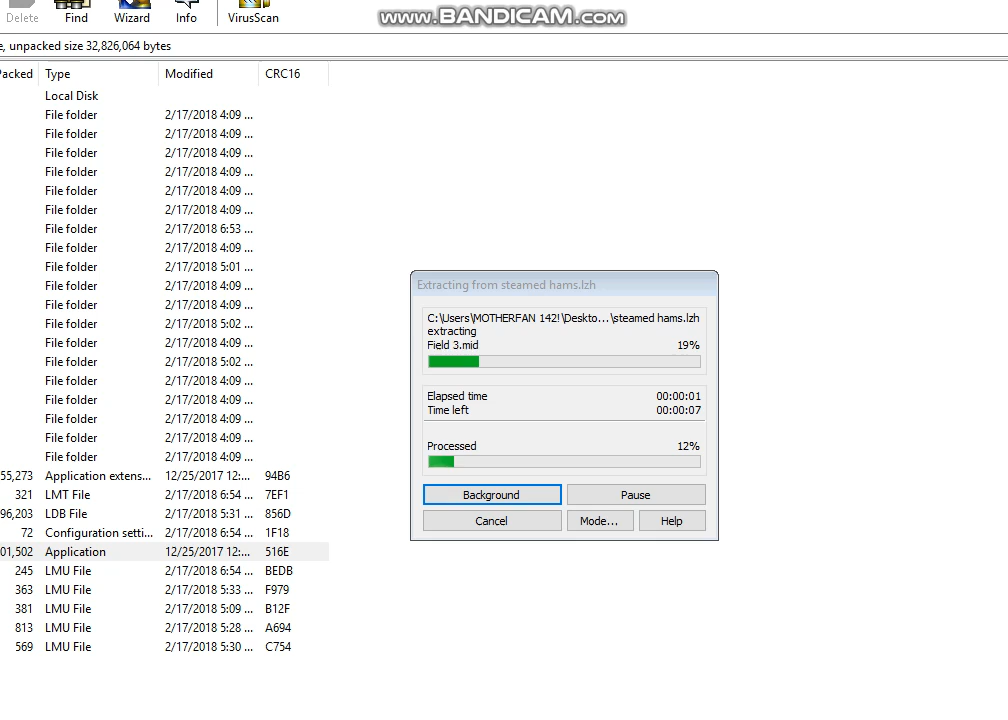 www.BANDICAM.com
Delete Find Wizard Info VirusScan
e, unpacked size 32,826,064 bytes
Packed Type Modified CRC16
Local Disk
File folder 2/17/2018 4:09 ...
File folder 2/17/2018 4:09 ...
File folder 2/17/2018 4:09 ...
File folder 2/17/2018 4:09 ...
File folder 2/17/2018 4:09 ...
File folder 2/17/2018 4:09 ...
File folder 2/17/2018 6:53 ...
File folder 2/17/2018 4:09 ...
File folder 2/17/2018 5:01 ...
File folder 2/17/2018 4:09 ...
File folder 2/17/2018 4:09 ...
File folder 2/17/2018 5:02 ...
File folder 2/17/2018 4:09 ...
File folder 2/17/2018 5:02 ...
File folder 2/17/2018 4:09 ...
File folder 2/17/2018 4:09 ...
File folder 2/17/2018 4:09 ...
File folder 2/17/2018 4:09 ...
File folder 2/17/2018 4:09 ...
55,273 Application extens... 12/25/2017 12:... 94B6
321 LMT File 2/17/2018 6:54 ... 7EF1
96,203 LDB File 2/17/2018 5:31 ... 856D
72 Configuration setti... 2/17/2018 6:54 ... 1F18
01,502 Application 12/25/2017 12:... 516E
245 LMU File 2/17/2018 6:54 ... BEDB
363 LMU File 2/17/2018 5:33 ... F979
381 LMU File 2/17/2018 5:09 ... B12F
813 LMU File 2/17/2018 5:28 ... A694
569 LMU File 2/17/2018 5:30 ... C754
Extracting from steamed hams.lzh
C:\Users\MOTHERFAN 142!\Deskto...\steamed hams.lzh
extracting
Field 3.mid 19%
Elapsed time 00:00:01
Time left 00:00:07
Processed 12%
Background Pause
Cancel Mode... Help